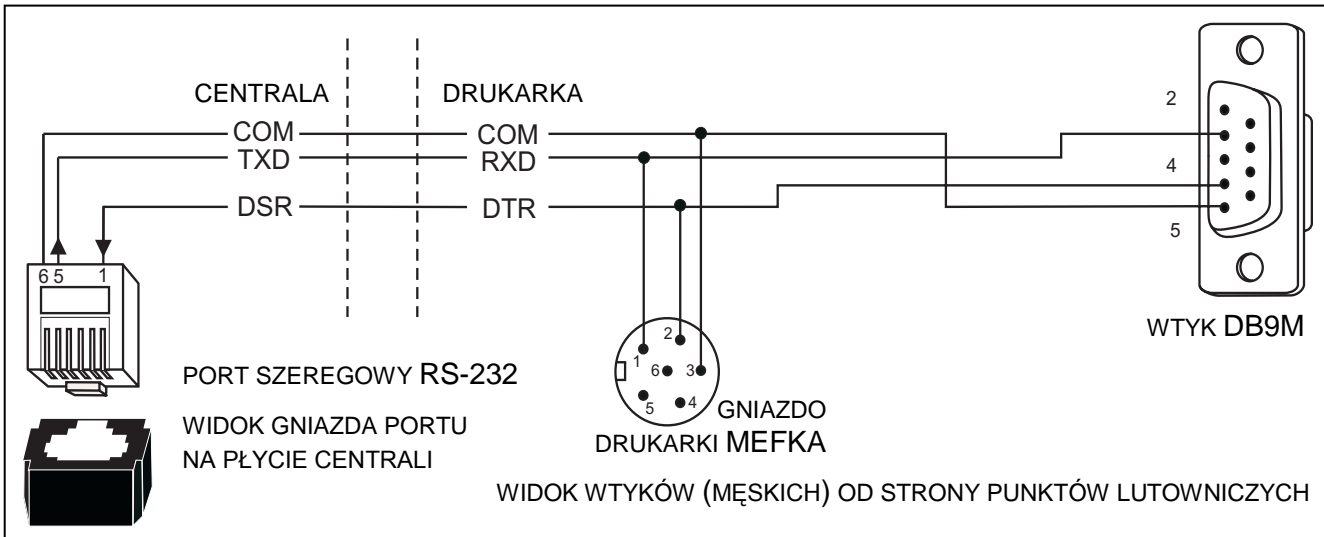 CENTRALA
DRUKARKA
COM
COM
TXD
RXD
DSR
DTR
2
4
5
6 5 1
WTYK DB9M
PORT SZEREGOWY RS-232
1
2
6
3
5
4
GNIAZDO
DRUKARKI MEFKA
WIDOK GNIAZDA PORTU
NA PŁYCIE CENTRALI
WIDOK WTYKÓW (MĘSKICH) OD STRONY PUNKTÓW LUTOWNICZYCH